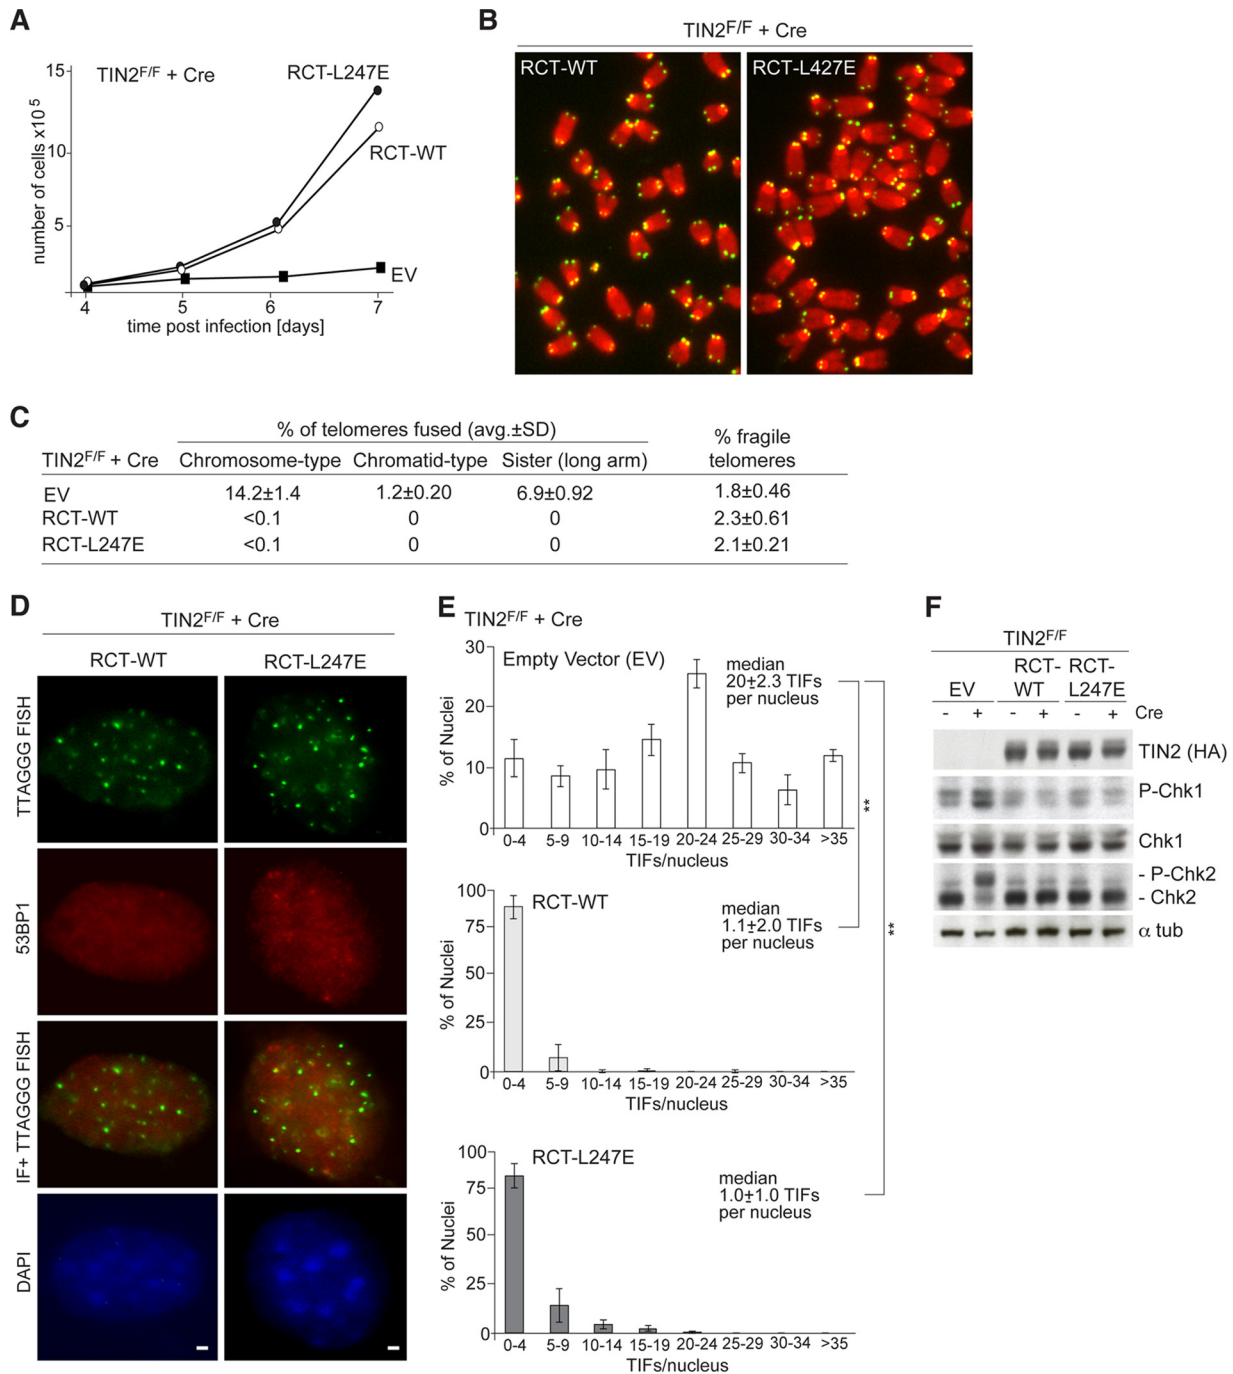 A
TIN2F/F + Cre
RCT-L247E
RCT-WT
EV
number of cells x10 5
15
10
5
4 5 6 7
time post infection [days]
B
TIN2F/F + Cre
RCT-WT
RCT-L427E
C
% of telomeres fused (avg.±SD)
% fragile
telomeres
TIN2F/F + Cre Chromosome-type Chromatid-type Sister (long arm)
EV 14.2±1.4 1.2±0.20 6.9±0.92 1.8±0.46
RCT-WT <0.1 0 0 2.3±0.61
RCT-L247E <0.1 0 0 2.1±0.21
D
TIN2F/F + Cre
RCT-WT RCT-L247E
TTAGGG FISH
53BP1
IF+ TTAGGG FISH
DAPI
E
TIN2F/F + Cre
Empty Vector (EV)
median
20±2.3 TIFs
per nucleus
% of Nuclei
30
20
10
0
0-4 5-9 10-14 15-19 20-24 25-29 30-34 >35
TIFs/nucleus
**
**
RCT-WT
median
1.1±2.0 TIFs
per nucleus
% of Nuclei
100
75
50
25
0
0-4 5-9 10-14 15-19 20-24 25-29 30-34 >35
TIFs/nucleus
RCT-L247E
median
1.0±1.0 TIFs
per nucleus
% of Nuclei
100
75
50
25
0
0-4 5-9 10-14 15-19 20-24 25-29 30-34 >35
TIFs/nucleus
F
TIN2F/F
EV
RCT-
WT
RCT-
L247E
- + - + - + Cre
TIN2 (HA)
P-Chk1
Chk1
- P-Chk2
- Chk2
α tub